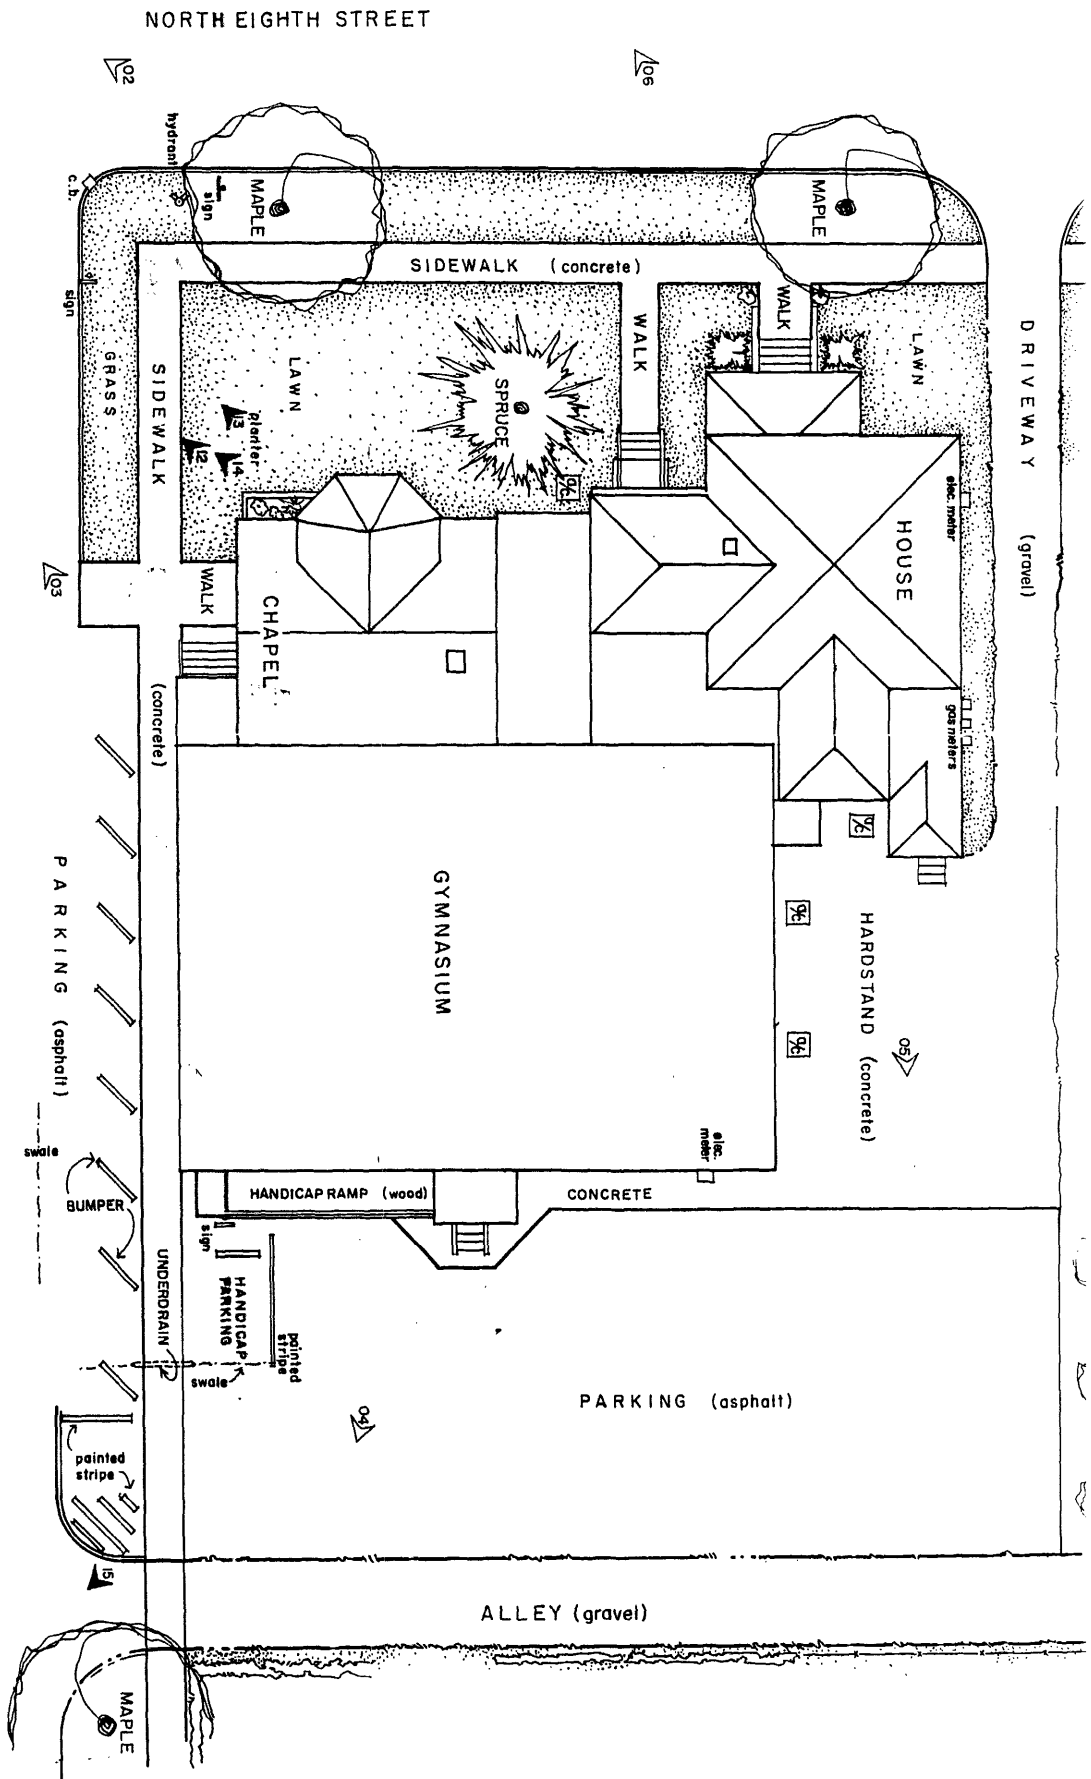 NORTH EIGHTH STREET
02
06
hydrant
c.b.
sign
MAPLE
MAPLE
SIDEWALK (concrete)
sign
GRASS
SIDEWALK
LAWN
SPRUCE
WALK
WALK
LAWN
DRIVEWAY (gravel)
13
planter
12
14
elec. meter
HOUSE
03
WALK
CHAPEL
(concrete)
gas meters
PARKING (asphalt)
GYMNASIUM
HARDSTAND (concrete)
05
elec.
meter
swale
BUMPER
HANDICAP RAMP (wood)
CONCRETE
sign
UNDERDRAIN
HANDICAP
PARKING
painted
stripe
swale
04
PARKING (asphalt)
painted
stripe
15
ALLEY (gravel)
MAPLE